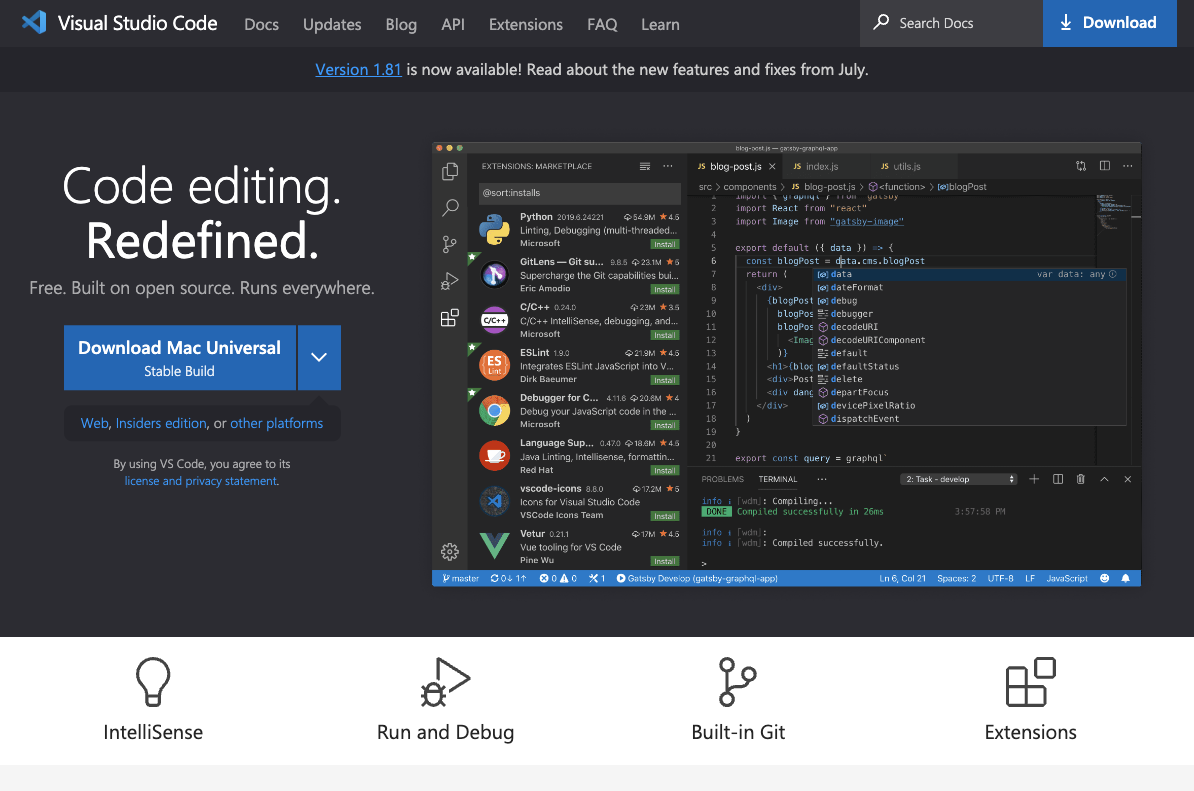 Visual Studio Code Docs Updates Blog API Extensions FAQ Learn Search Docs Download
Version 1.81 is now available! Read about the new features and fixes from July.
Code editing.
Redefined.
Free. Built on open source. Runs everywhere.
Download Mac Universal
Stable Build
Web, Insiders edition, or other platforms
By using VS Code, you agree to its
license and privacy statement.
blog-post.js — gatsby-graphql-app
EXTENSIONS: MARKETPLACE
@sort:installs
Python 2019.6.24221 54.9M 4.5
Linting, Debugging (multi-threaded...
Microsoft Install
GitLens — Git su... 9.8.5 23.1M 5
Supercharge the Git capabilities bui...
Eric Amodio Install
C/C++ 0.24.0 23M 3.5
C/C++
C/C++ IntelliSense, debugging, and...
Microsoft Install
ESLint 1.9.0 21.9M 4.5
ES
Lint
Integrates ESLint JavaScript into V...
Dirk Baeumer Install
Debugger for C... 4.11.6 20.6M 4
Debug your JavaScript code in the ...
Microsoft Install
Language Sup... 0.47.0 18.6M 4.5
Java Linting, Intellisense, formattin...
Red Hat Install
vscode-icons 8.8.0 17.2M 5
Icons for Visual Studio Code
VSCode Icons Team Install
Vetur 0.21.1 17M 4.5
Vue tooling for VS Code
Pine Wu Install
JS blog-post.js JS index.js JS utils.js
src > components > JS blog-post.js > <function> > blogPost
1 import { graphql } from "gatsby"
2 import React from "react"
3 import Image from "gatsby-image"
4
5 export default ({ data }) => {
6 const blogPost = data.cms.blogPost
7 return (
8 <div>
9 {blogPost
10 blogPos
11 blogPos
12 <Imag
13 )}
14 <h1>{blog
15 <div>Post
16 <div dang
17 </div>
18 )
19 }
20
21 export const query = graphql`
data var data: any
dateFormat
debug
debugger
decodeURI
decodeURIComponent
default
defaultStatus
delete
departFocus
devicePixelRatio
dispatchEvent
PROBLEMS TERMINAL ... 2: Task - develop
info [wdm]: Compiling...
DONE Compiled successfully in 26ms 3:57:58 PM
info [wdm]:
info [wdm]: Compiled successfully.
>
master 0↓ 1↑ 0 0 1 Gatsby Develop (gatsby-graphql-app) Ln 6, Col 21 Spaces: 2 UTF-8 LF JavaScript
IntelliSense Run and Debug Built-in Git Extensions